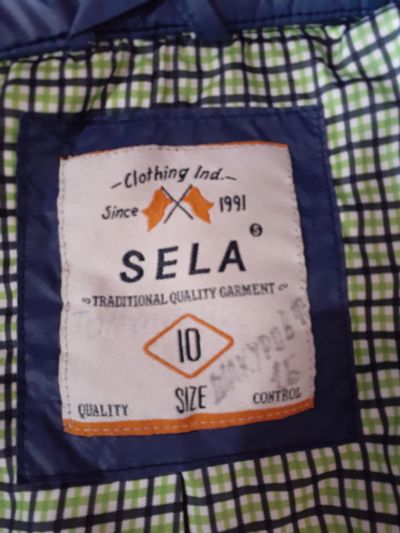 Clothing Ind.
Since 1991
S
SELA
TRADITIONAL QUALITY GARMENT
10
QUALITY SIZE CONTROL